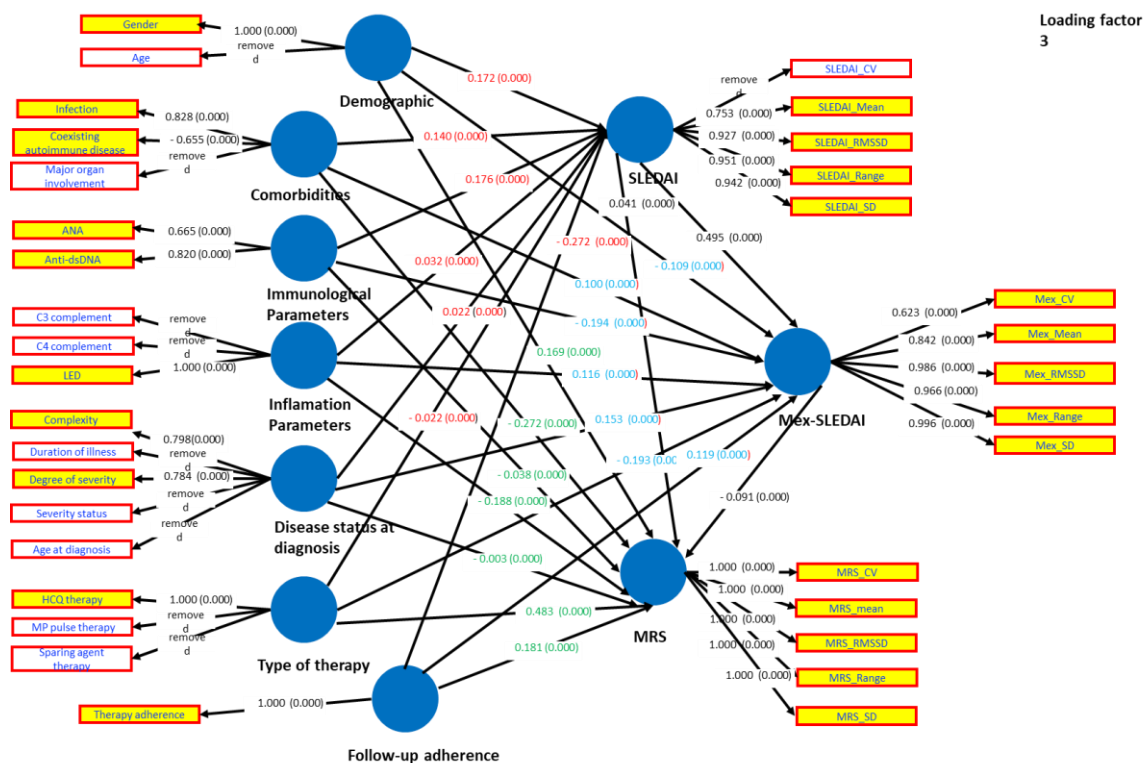 Loading factor
3
Gender
1.000 (0.000)
Age
remove
d
Demographic
Infection
0.828 (0.000)
Coexisting
autoimmune disease
- 0.655(0.000)
Major organ
involvement
remove
d
Comorbidities
ANA
0.665 (0.000)
Anti-dsDNA
0.820 (0.000)
Immunological
Parameters
C3 complement
remove
d
C4 complement
remove
d
LED
1.000 (0.000)
Inflamation
Parameters
Complexity
0.798(0.000)
Duration of illness
remove
d
Degree of severity
0.784 (0.000)
Severity status
remove
d
Age at diagnosis
remove
d
Disease status at
diagnosis
HCQ therapy
1.000 (0.000)
MP pulse therapy
remove
d
Sparing agent
therapy
remove
d
Type of therapy
Therapy adherence
1.000 (0.000)
Follow-up adherence
0.172 (0.000)
0.140 (0.000)
0.176 (0.000)
0.032 (0.000)
0.022 (0.000)
- 0.022 (0.000)
- 0.272 (0.000)
0.041 (0.000)
0.495 (0.000)
- 0.109 (0.000)
0.100 (0.000)
- 0.194 (0.000)
0.116 (0.000)
0.153 (0.000)
- 0.193 (0.00
0.119 (0.000)
0.169 (0.000)
- 0.272 (0.000)
- 0.038 (0.000)
- 0.188 (0.000)
- 0.003 (0.000)
0.483 (0.000)
0.181 (0.000)
- 0.091 (0.000)
SLEDAI
remove
d
SLEDAI_CV
0.753 (0.000)
SLEDAI_Mean
0.927 (0.000)
SLEDAI_RMSSD
0.951 (0.000)
SLEDAI_Range
0.942 (0.000)
SLEDAI_SD
Mex-SLEDAI
0.623 (0.000)
Mex_CV
0.842 (0.000)
Mex_Mean
0.986 (0.000)
Mex_RMSSD
0.966 (0.000)
Mex_Range
0.996 (0.000)
Mex_SD
MRS
1.000 (0.000)
MRS_CV
1.000 (0.000)
MRS_mean
1.000 (0.000)
MRS_RMSSD
1.000 (0.000)
MRS_Range
1.000 (0.000)
MRS_SD